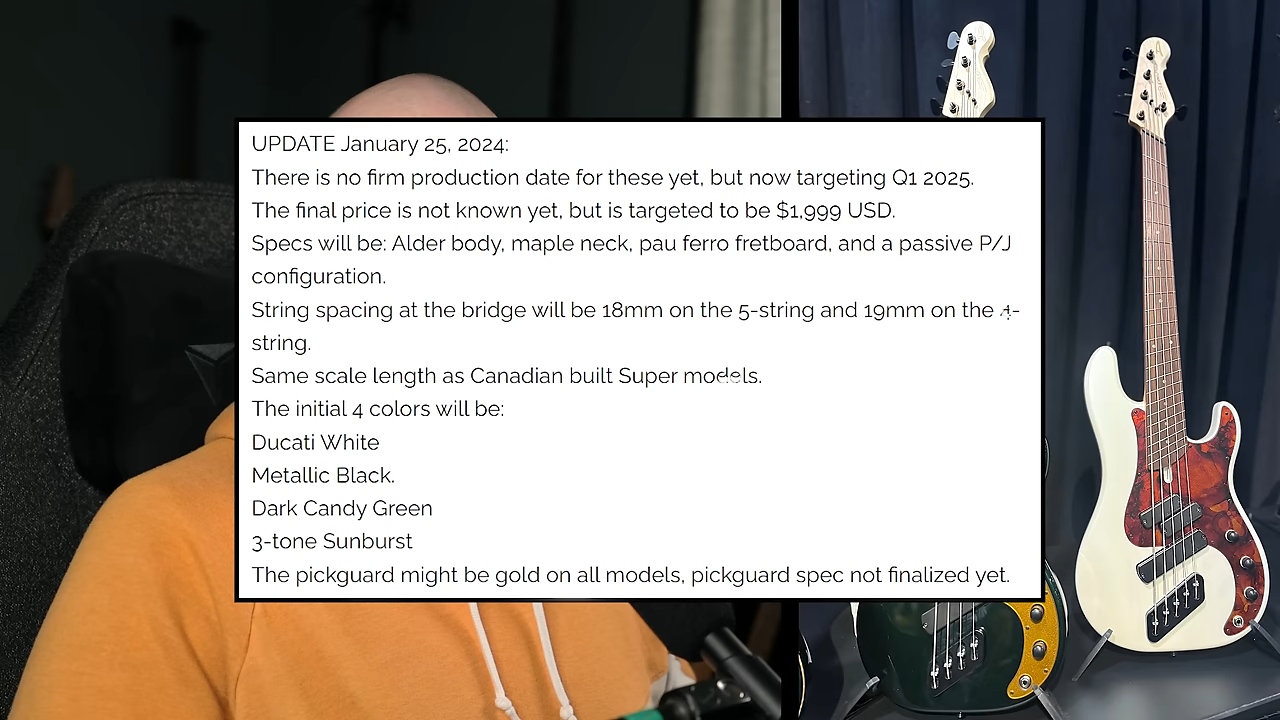 UPDATE January 25, 2024:
There is no firm production date for these yet, but now targeting Q1 2025.
The final price is not known yet, but is targeted to be $1,999 USD.
Specs will be: Alder body, maple neck, pau ferro fretboard, and a passive P/J
configuration.
String spacing at the bridge will be 18mm on the 5-string and 19mm on the 4-
string.
Same scale length as Canadian built Super models.
The initial 4 colors will be:
Ducati White
Metallic Black.
Dark Candy Green
3-tone Sunburst
The pickguard might be gold on all models, pickguard spec not finalized yet.